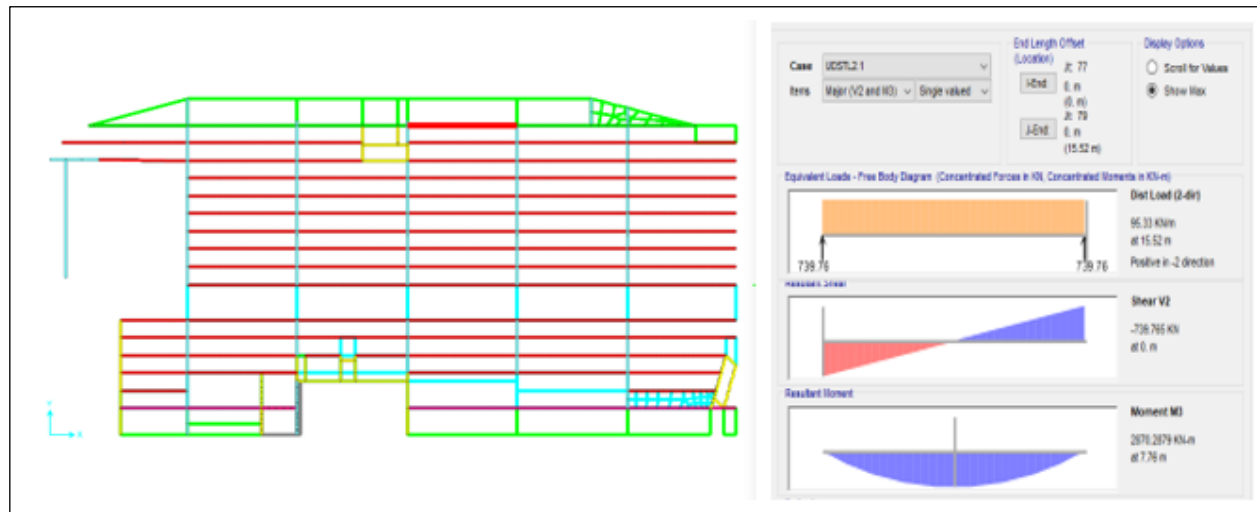 Case UDSTL2.1
Items Major (V2 and M3) Single valued
End Length Offset
(Location)
I-End
Jt: 77
0. m
(0. m)
J-End
Jt: 79
0. m
(15.52 m)
Display Options
Scroll for Values
Show Max
Equivalent Loads - Free Body Diagram (Concentrated Forces in KN, Concentrated Moments in KN-m)
739.76 739.76
Dist Load (2-dir)
95.33 KN/m
at 15.52 m
Positive in -2 direction
Resultant Shear
Shear V2
-739.765 KN
at 0. m
Resultant Moment
Moment M3
2870.2879 KN-m
at 7.76 m